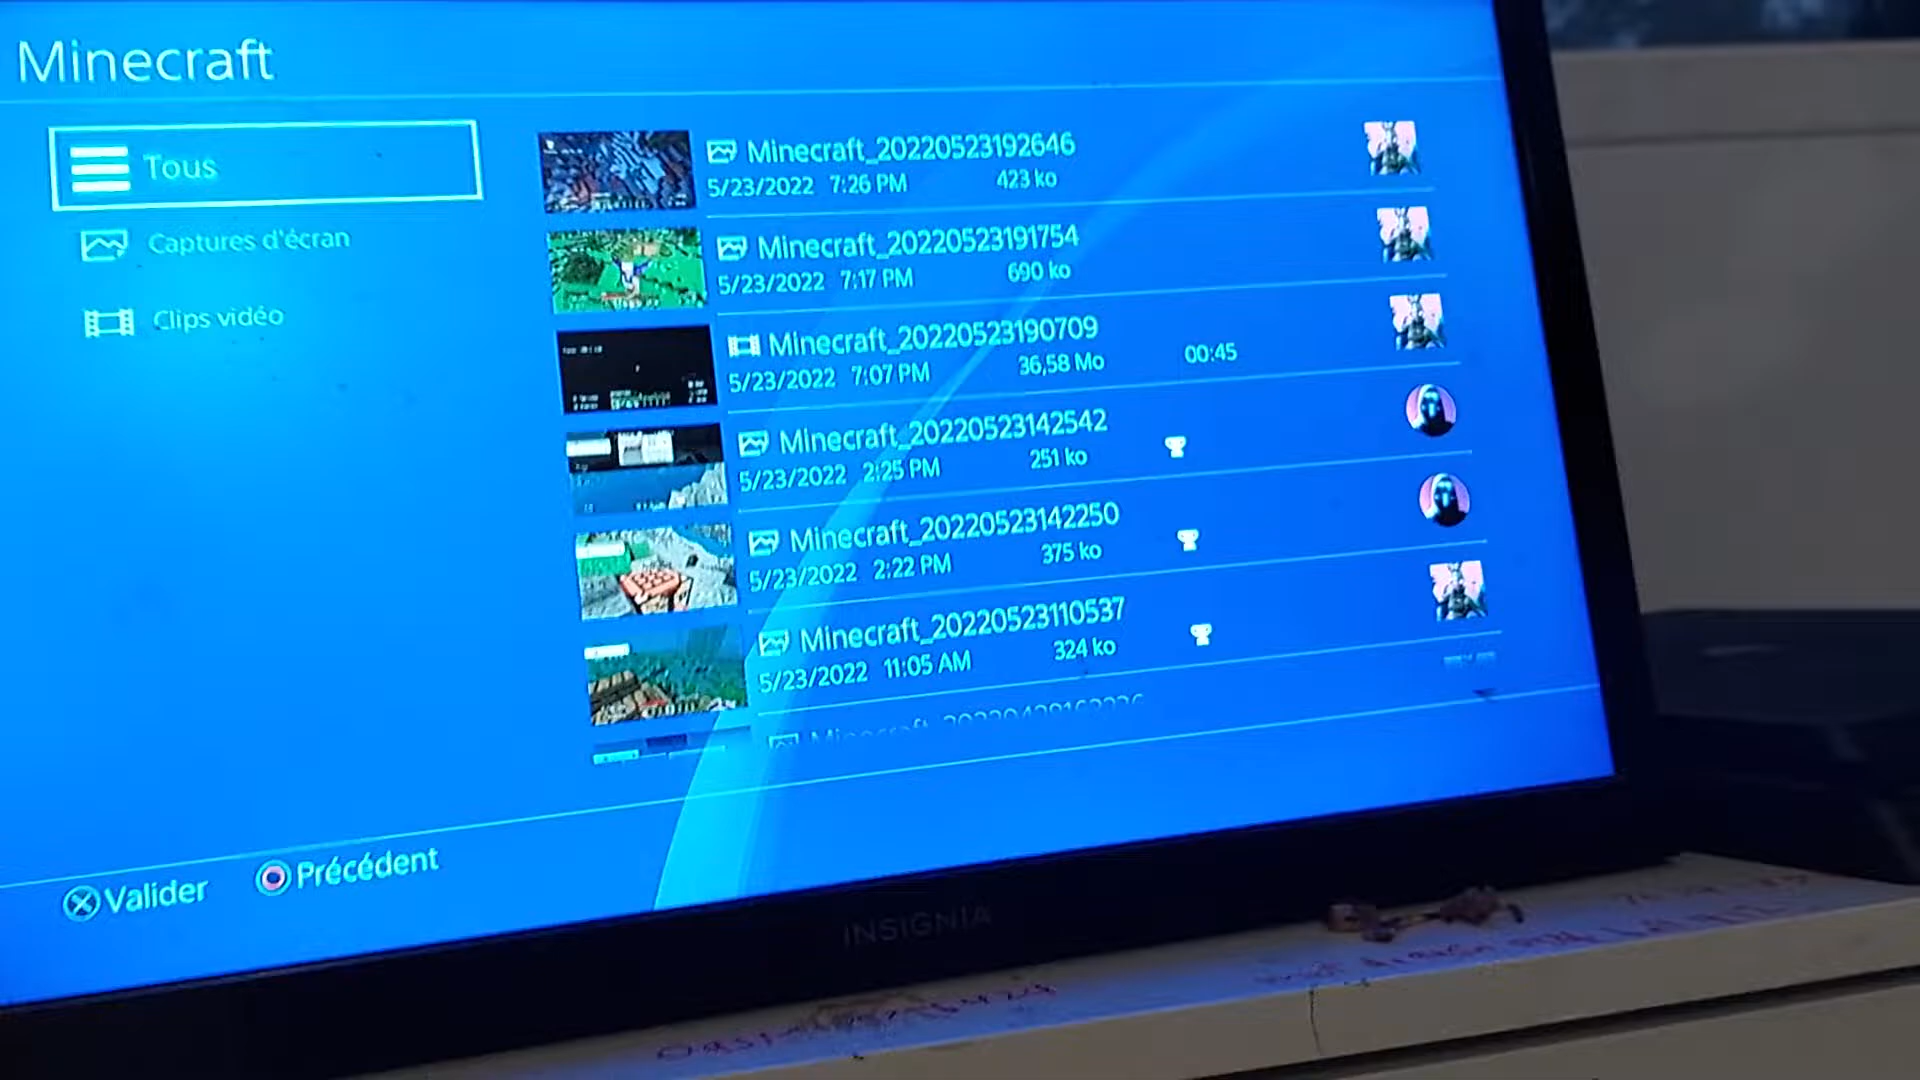 Minecraft
Tous
Captures d'écran
Clips vidéo
Minecraft_20220523192646
5/23/2022 7:26 PM 423 ko
Minecraft_20220523191754
5/23/2022 7:17 PM 690 ko
Minecraft_20220523190709
5/23/2022 7:07 PM 36,58 Mo 00:45
Minecraft_20220523142542
5/23/2022 2:25 PM 251 ko
Minecraft_20220523142250
5/23/2022 2:22 PM 375 ko
Minecraft_20220523110537
5/23/2022 11:05 AM 324 ko
Valider
Précédent
INSIGNIA